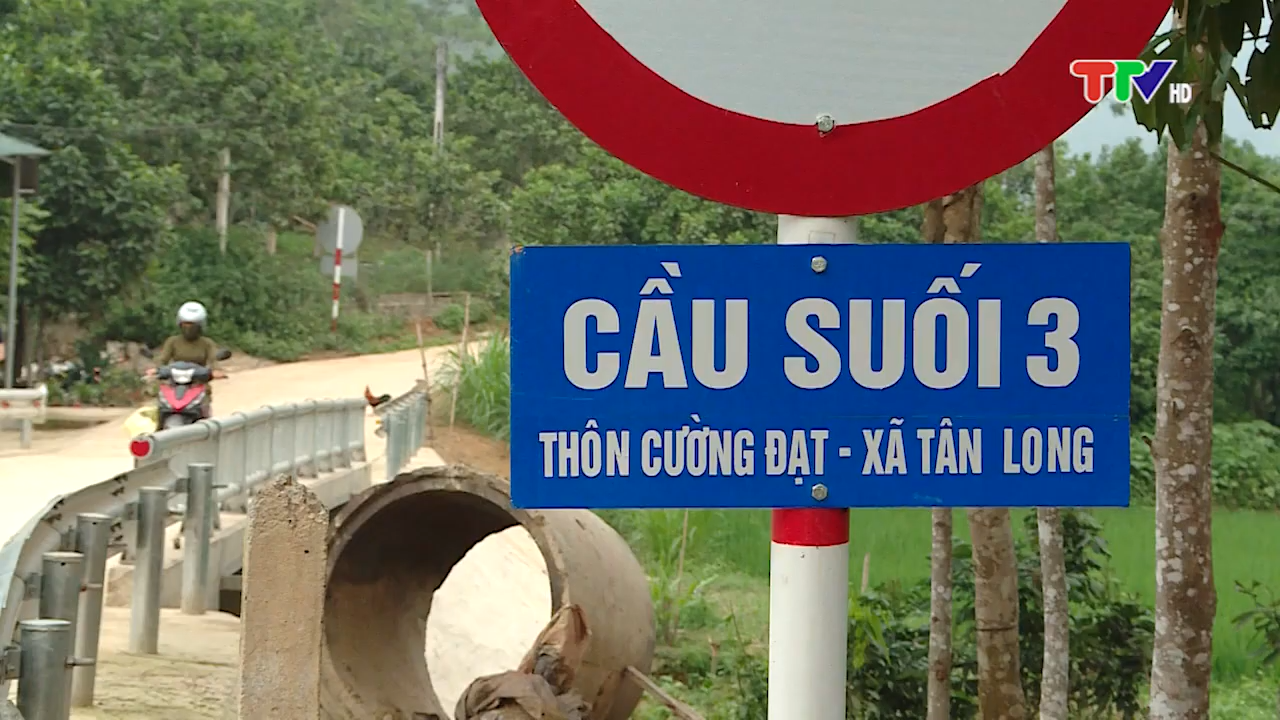 TTV HD
CẦU SUỐI 3
THÔN CƯỜNG ĐẠT - XÃ TÂN LONG